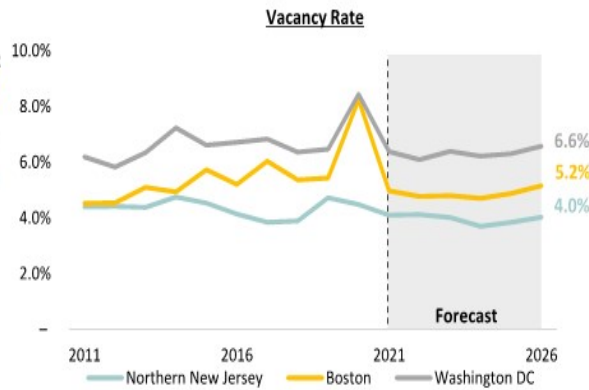 Vacancy Rate
10.0%
8.0%
6.0%
4.0%
2.0%
–
6.6%
5.2%
4.0%
Forecast
2011 2016 2021 2026
Northern New Jersey Boston Washington DC